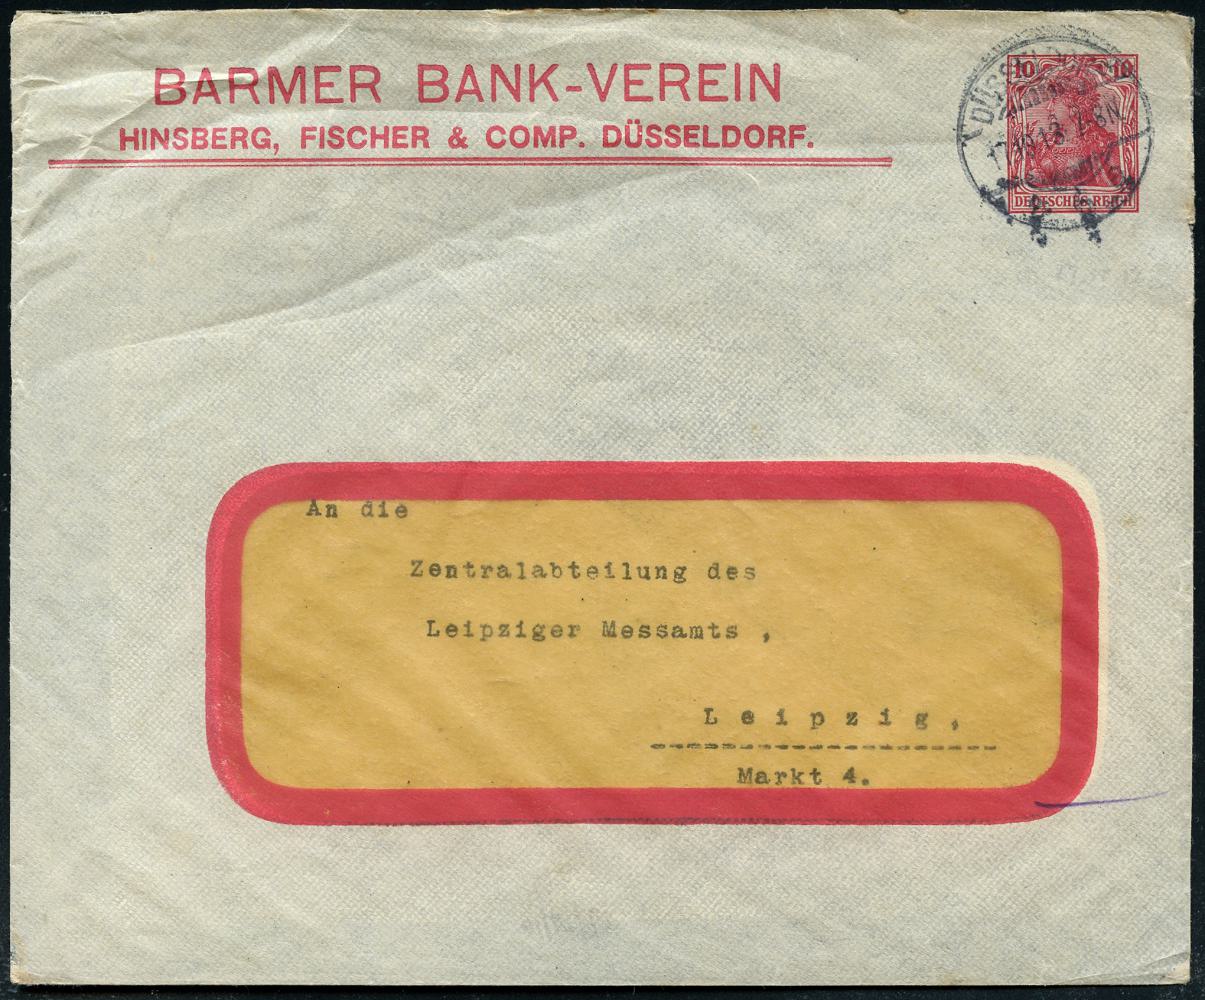 BARMER BANK-VEREIN
HINSBERG, FISCHER & COMP. DÜSSELDORF.
10 10
DEUTSCHES REICH
An die
Zentralabteilung des
Leipziger Messamts ,
Leipzig,
Markt 4.